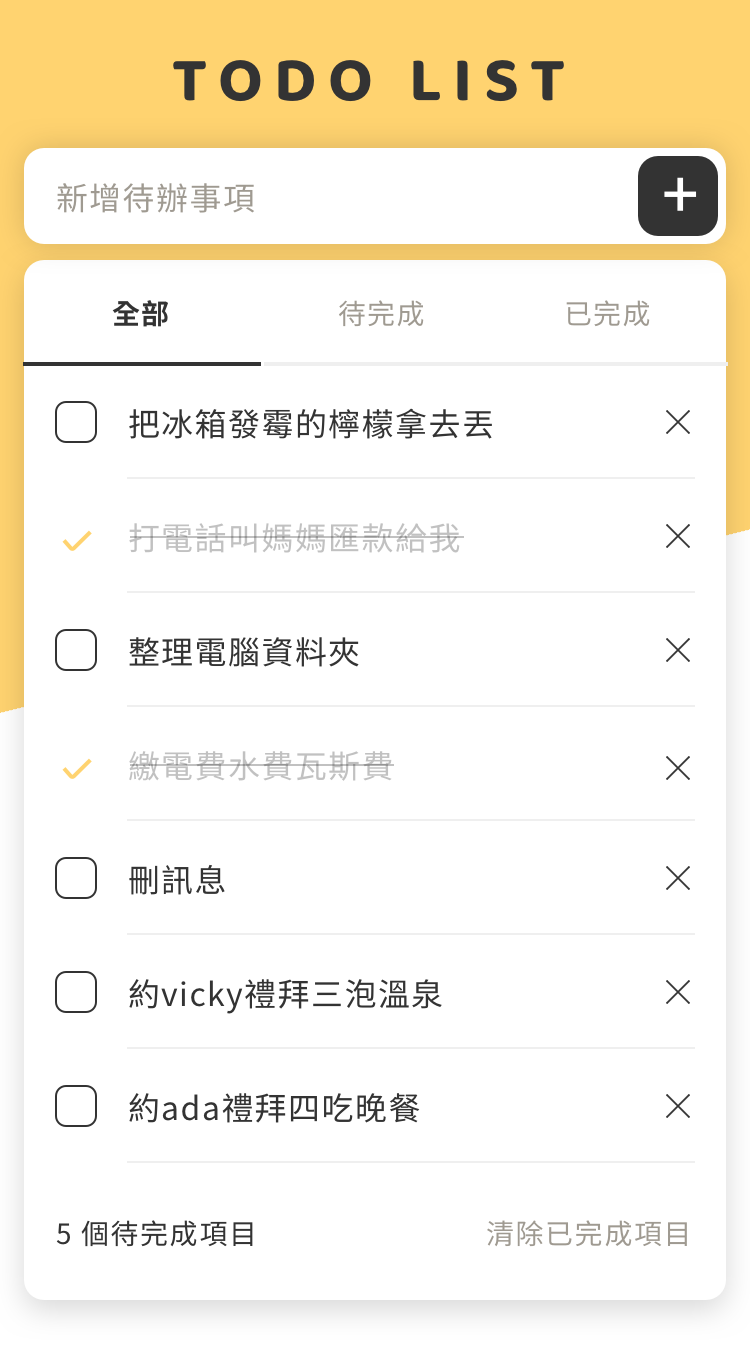 TODO LIST
新增待辦事項
全部
待完成
已完成
把冰箱發霉的檸檬拿去丟
打電話叫媽媽匯款給我
整理電腦資料夾
繳電費水費瓦斯費
刪訊息
約vicky禮拜三泡溫泉
約ada禮拜四吃晚餐
5 個待完成項目
清除已完成項目